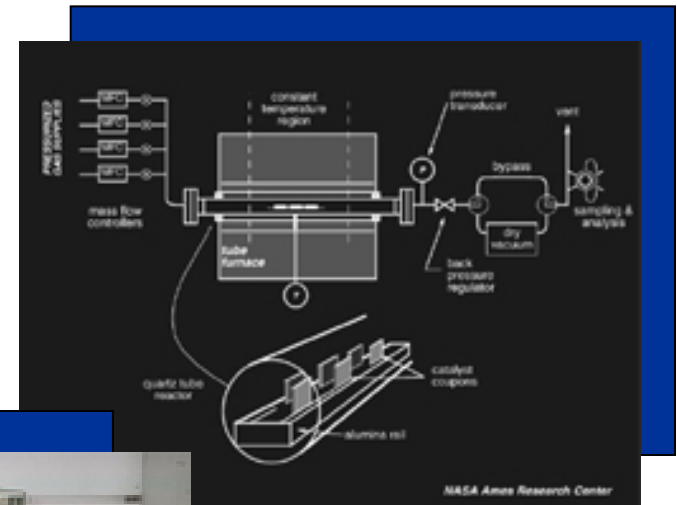 PRESSURIZED
GAS SUPPLIES
MFC
MFC
MFC
MFC
mass flow
controllers
constant
temperature
region
tube
furnace
T
pressure
transducer
P
back
pressure
regulator
bypass
dry
vacuum
vent
sampling &
analysis
quartz tube
reactor
catalyst
coupons
alumina rail
NASA Ames Research Center